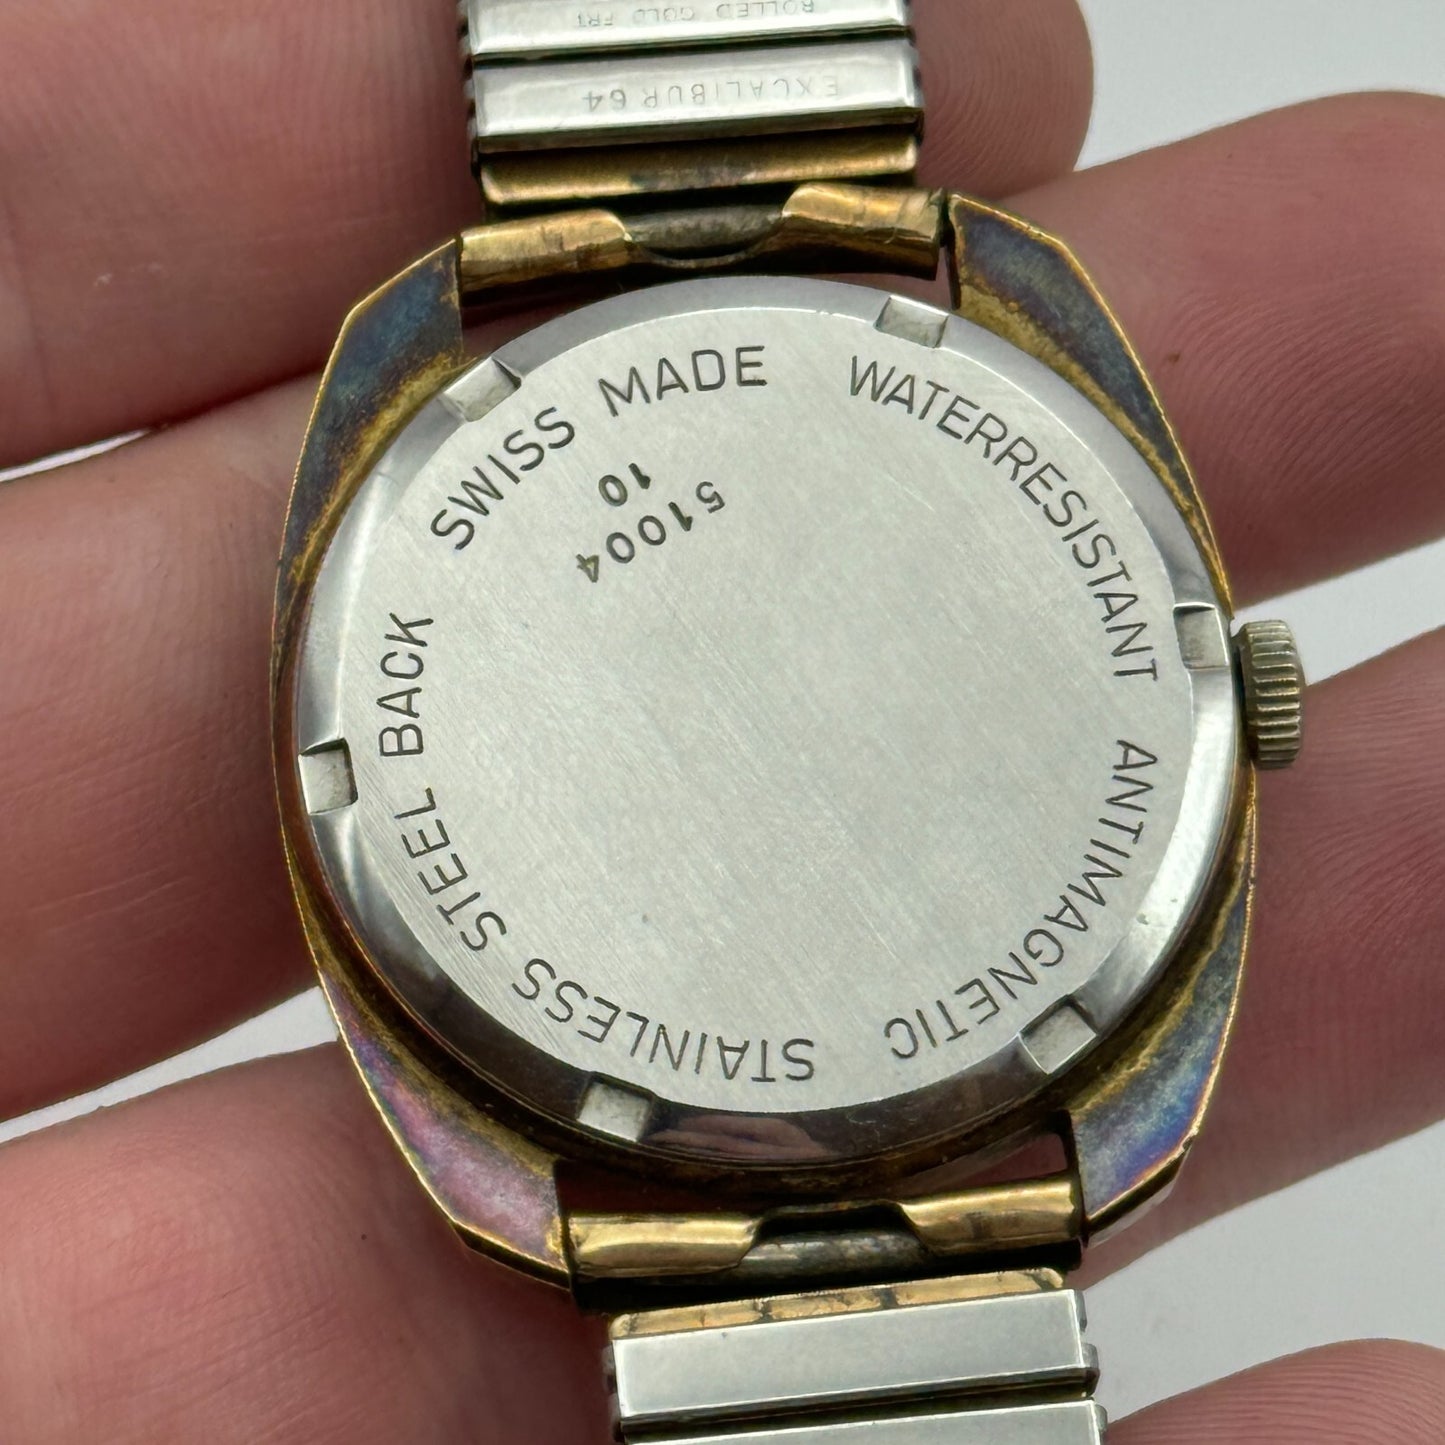 ROLLED GOLD FRT
EXCALIBUR 64
SWISS MADE
WATERRESISTANT
ANTIMAGNETIC
STAINLESS STEEL BACK
51004
10